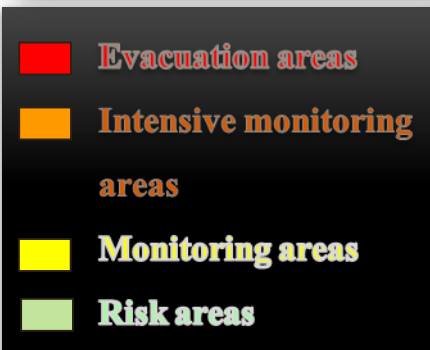 Evacuation areas
Intensive monitoring
areas
Monitoring areas
Risk areas